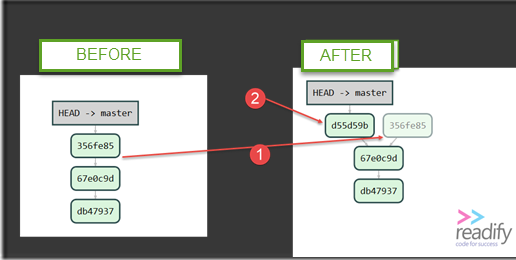 BEFORE
HEAD -> master
356fe85
67e0c9d
db47937
AFTER
HEAD -> master
2
d55d59b
356fe85
1
67e0c9d
db47937
readify
code for success